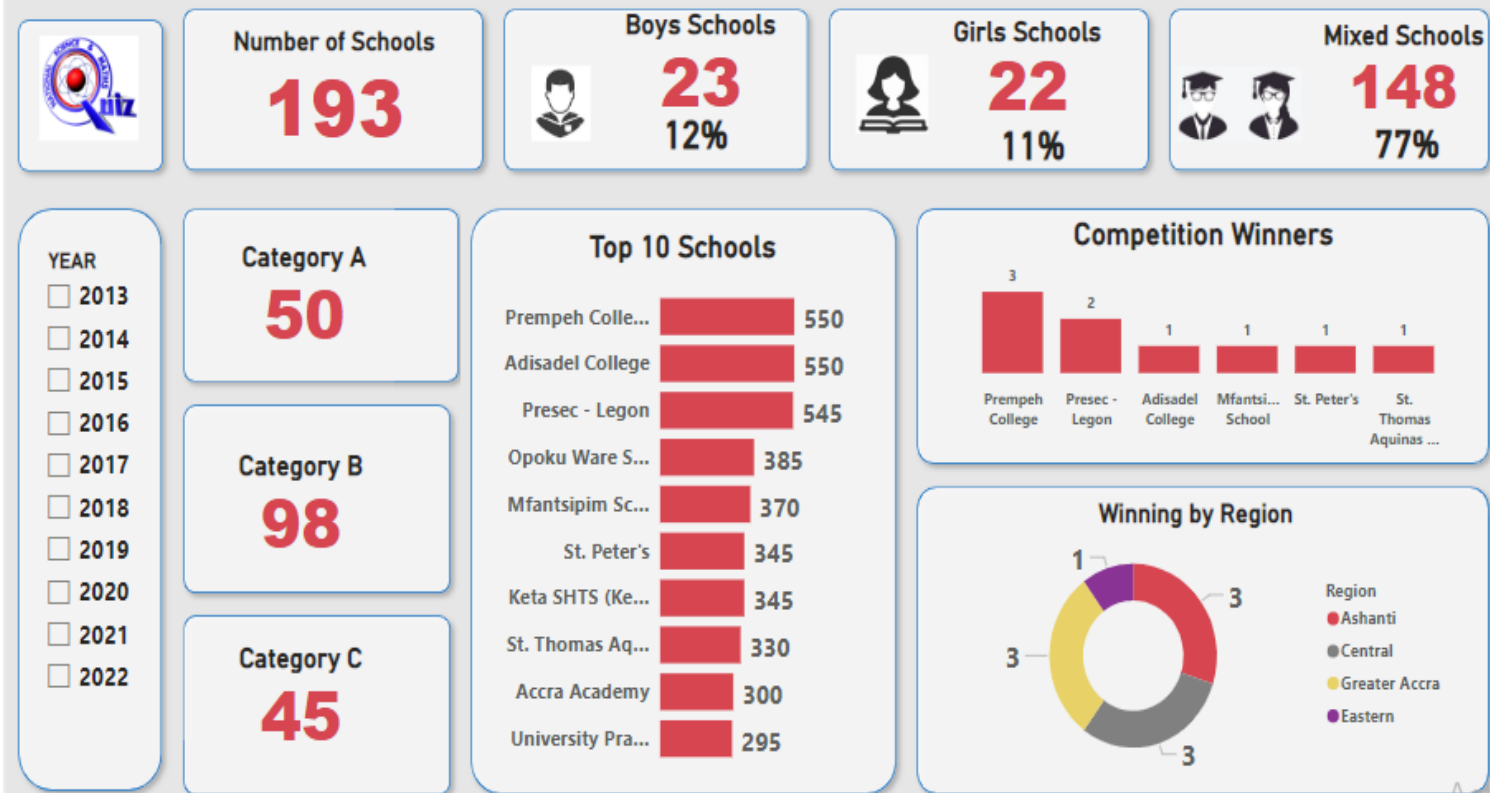 NATIONAL SCIENCE & MATHS
Quiz
Number of Schools
193
Boys Schools
23
12%
Girls Schools
22
11%
Mixed Schools
148
77%
YEAR
2013
2014
2015
2016
2017
2018
2019
2020
2021
2022
Category A
50
Category B
98
Category C
45
Top 10 Schools
Prempeh Colle... 550
Adisadel College 550
Presec - Legon 545
Opoku Ware S... 385
Mfantsipim Sc... 370
St. Peter's 345
Keta SHTS (Ke... 345
St. Thomas Aq... 330
Accra Academy 300
University Pra... 295
Competition Winners
3
2
1
1
1
1
Prempeh
College
Presec -
Legon
Adisadel
College
Mfantsi...
School
St. Peter's
St.
Thomas
Aquinas ...
Winning by Region
1
3
3
3
Region
Ashanti
Central
Greater Accra
Eastern